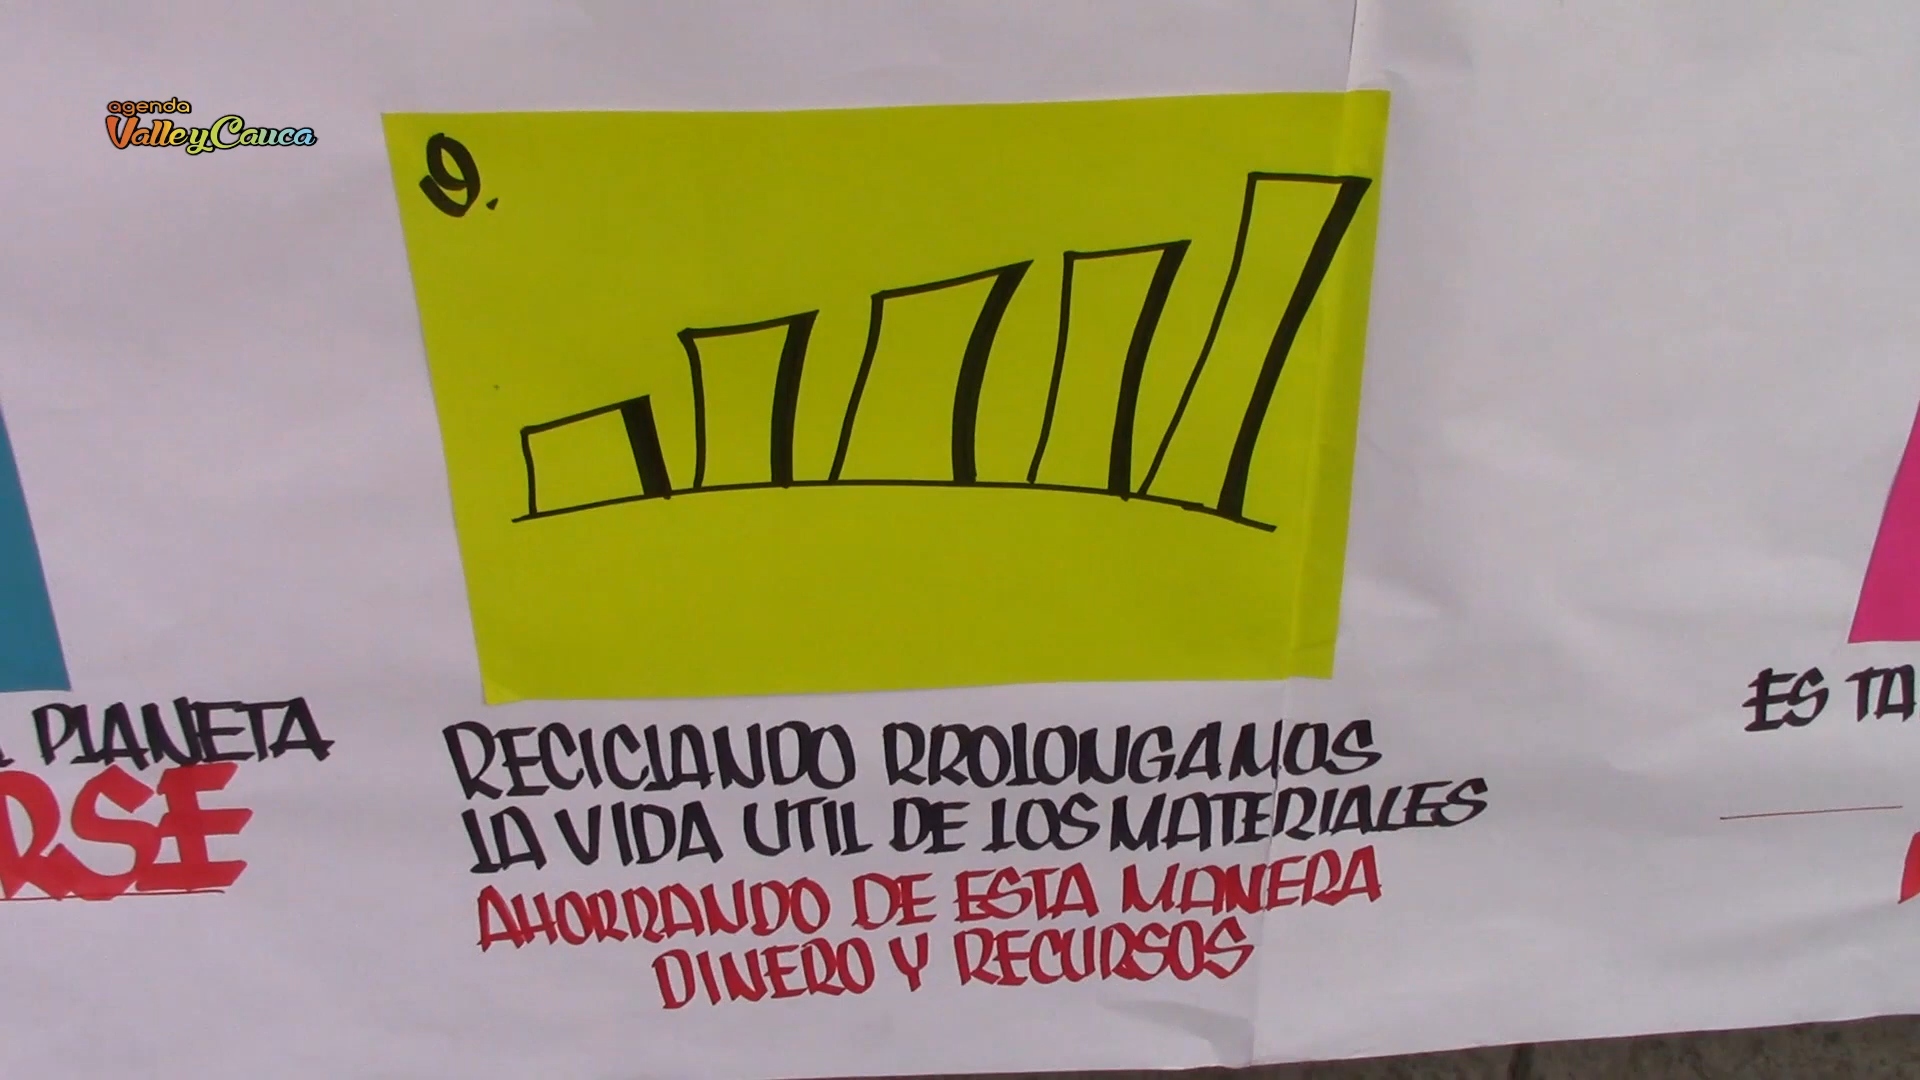 agenda
ValleyCauca
9.
PLANETA
RSE
RECICLANDO RROLONGAMOS
LA VIDA UTIL DE LOS MATERIALES
AHORRANDO DE ESTA MANERA
DINERO Y RECURSOS
ES TA